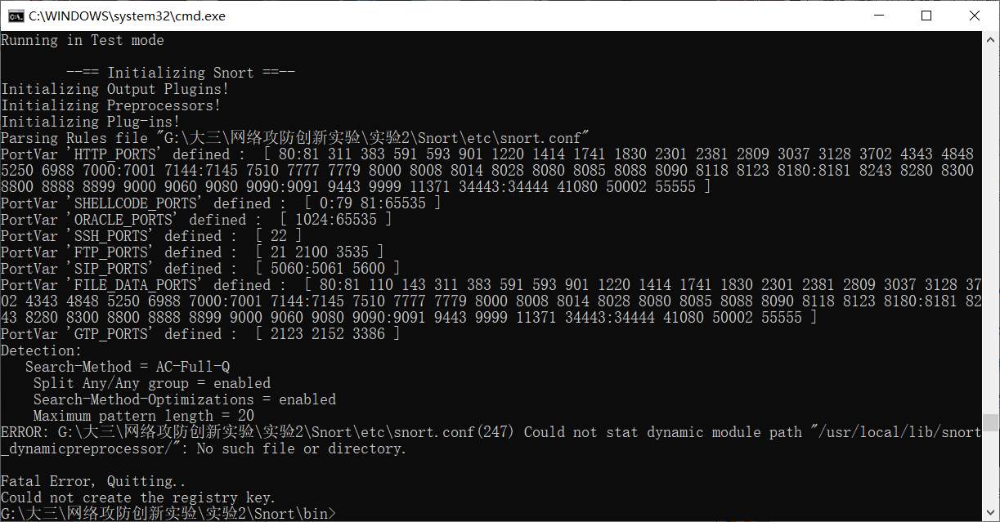 C:\WINDOWS\system32\cmd.exe
Running in Test mode
--== Initializing Snort ==--
Initializing Output Plugins!
Initializing Preprocessors!
Initializing Plug-ins!
Parsing Rules file "G:\大三\网络攻防创新实验\实验2\Snort\etc\snort.conf"
PortVar 'HTTP_PORTS' defined :  [ 80:81 311 383 591 593 901 1220 1414 1741 1830 2301 2381 2809 3037 3128 3702 4343 4848
5250 6988 7000:7001 7144:7145 7510 7777 7779 8000 8008 8014 8028 8080 8085 8088 8090 8118 8123 8180:8181 8243 8280 8300
8800 8888 8899 9000 9060 9080 9090:9091 9443 9999 11371 34443:34444 41080 50002 55555 ]
PortVar 'SHELLCODE_PORTS' defined :  [ 0:79 81:65535 ]
PortVar 'ORACLE_PORTS' defined :  [ 1024:65535 ]
PortVar 'SSH_PORTS' defined :  [ 22 ]
PortVar 'FTP_PORTS' defined :  [ 21 2100 3535 ]
PortVar 'SIP_PORTS' defined :  [ 5060:5061 5600 ]
PortVar 'FILE_DATA_PORTS' defined :  [ 80:81 110 143 311 383 591 593 901 1220 1414 1741 1830 2301 2381 2809 3037 3128 37
02 4343 4848 5250 6988 7000:7001 7144:7145 7510 7777 7779 8000 8008 8014 8028 8080 8085 8088 8090 8118 8123 8180:8181 82
43 8280 8300 8800 8888 8899 9000 9060 9080 9090:9091 9443 9999 11371 34443:34444 41080 50002 55555 ]
PortVar 'GTP_PORTS' defined :  [ 2123 2152 3386 ]
Detection:
Search-Method = AC-Full-Q
Split Any/Any group = enabled
Search-Method-Optimizations = enabled
Maximum pattern length = 20
ERROR: G:\大三\网络攻防创新实验\实验2\Snort\etc\snort.conf(247) Could not stat dynamic module path "/usr/local/lib/snort
_dynamicpreprocessor/": No such file or directory.
Fatal Error, Quitting..
Could not create the registry key.
G:\大三\网络攻防创新实验\实验2\Snort\bin>